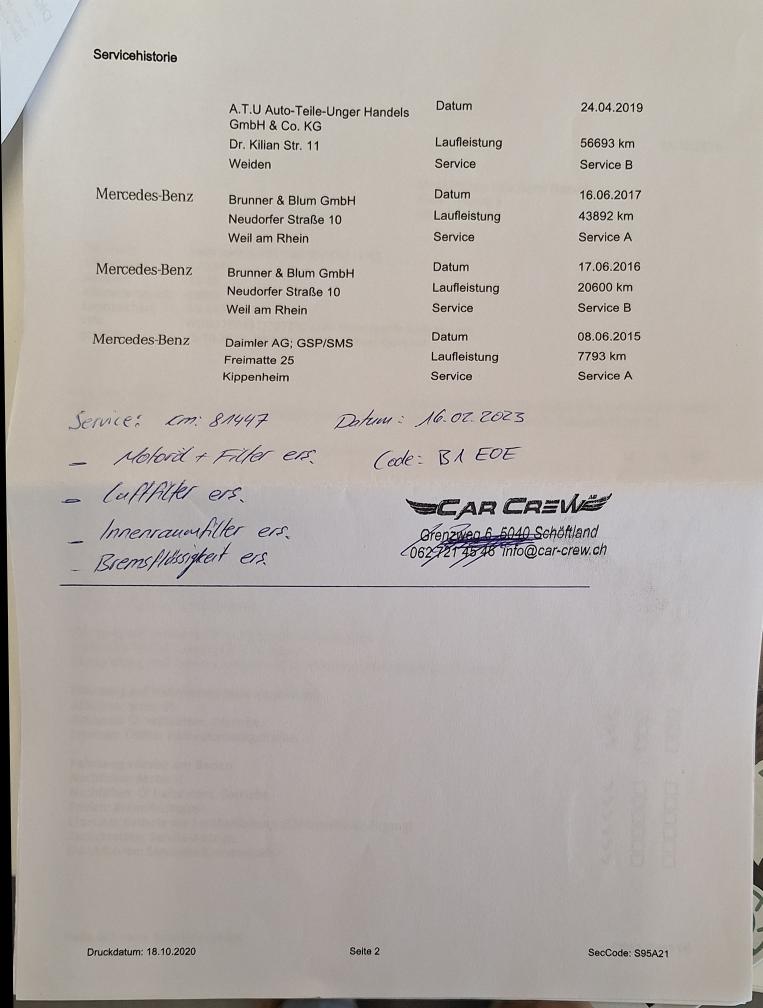 Servicehistorie
A.T.U Auto-Teile-Unger Handels GmbH & Co. KG Datum 24.04.2019
Dr. Kilian Str. 11 Laufleistung 56693 km
Weiden Service Service B
Mercedes-Benz Brunner & Blum GmbH Datum 16.06.2017
Neudorfer Straße 10 Laufleistung 43892 km
Weil am Rhein Service Service A
Mercedes-Benz Brunner & Blum GmbH Datum 17.06.2016
Neudorfer Straße 10 Laufleistung 20600 km
Weil am Rhein Service Service B
Mercedes-Benz Daimler AG; GSP/SMS Datum 08.06.2015
Freimatte 25 Laufleistung 7793 km
Kippenheim Service Service A
Service: km: 81447 Datum: 16.02.2023
- Motoröl + Filter ers. Code: B1 E0E
- Luftfilter ers.
- Innenraumfilter ers.
- Bremsflüssigkeit ers.
CAR CREW
Grenzweg 6 5040 Schöftland
062 721 45 46 info@car-crew.ch
Druckdatum: 18.10.2020 Seite 2 SecCode: S95A21